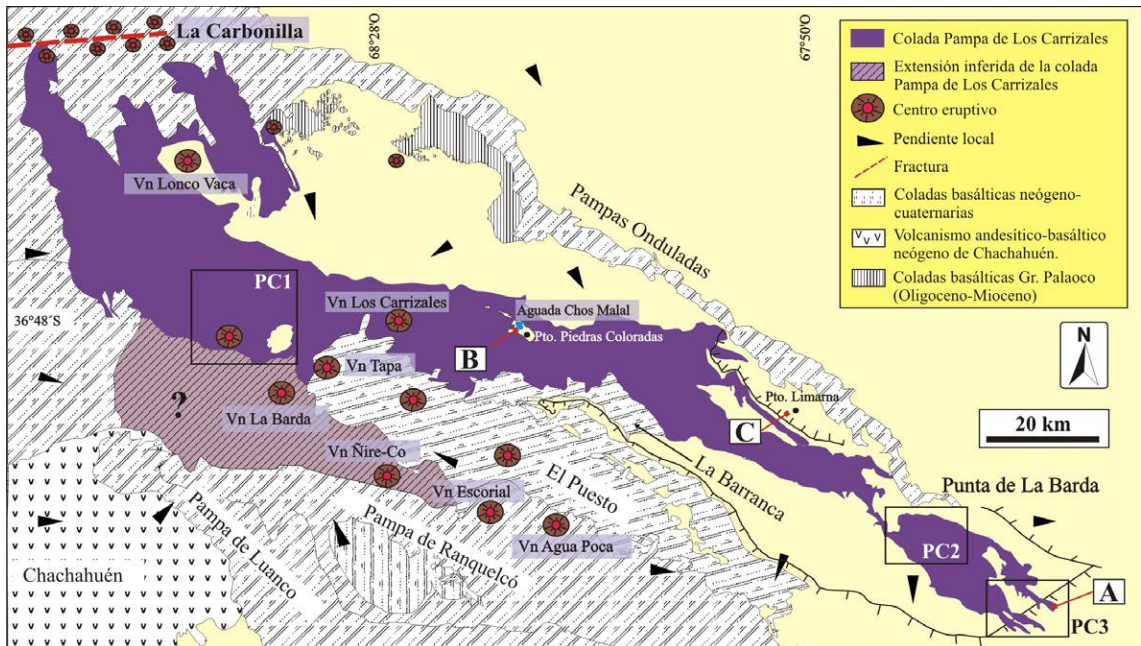 La Carbonilla
68°28'O
67°50'O
Vn Lonco Vaca
Pampas Onduladas
PC1
36°48´S
Vn Los Carrizales
Aguada Chos Malal
Pto. Piedras Coloradas
B
Vn Tapa
?
Vn La Barda
Pto. Limarna
C
Vn Ñire-Co
El Puesto
La Barranca
Vn Escorial
Punta de La Barda
Pampa de Luanco
Pampa de Ranquelcó
Vn Agua Poca
PC2
Chachahuén
A
PC3
Colada Pampa de Los Carrizales
Extensión inferida de la colada
Pampa de Los Carrizales
Centro eruptivo
Pendiente local
Fractura
Coladas basálticas neógeno-
cuaternarias
Volcanismo andesítico-basáltico
neógeno de Chachahuén.
Coladas basálticas Gr. Palaoco
(Oligoceno-Mioceno)
N
20 km